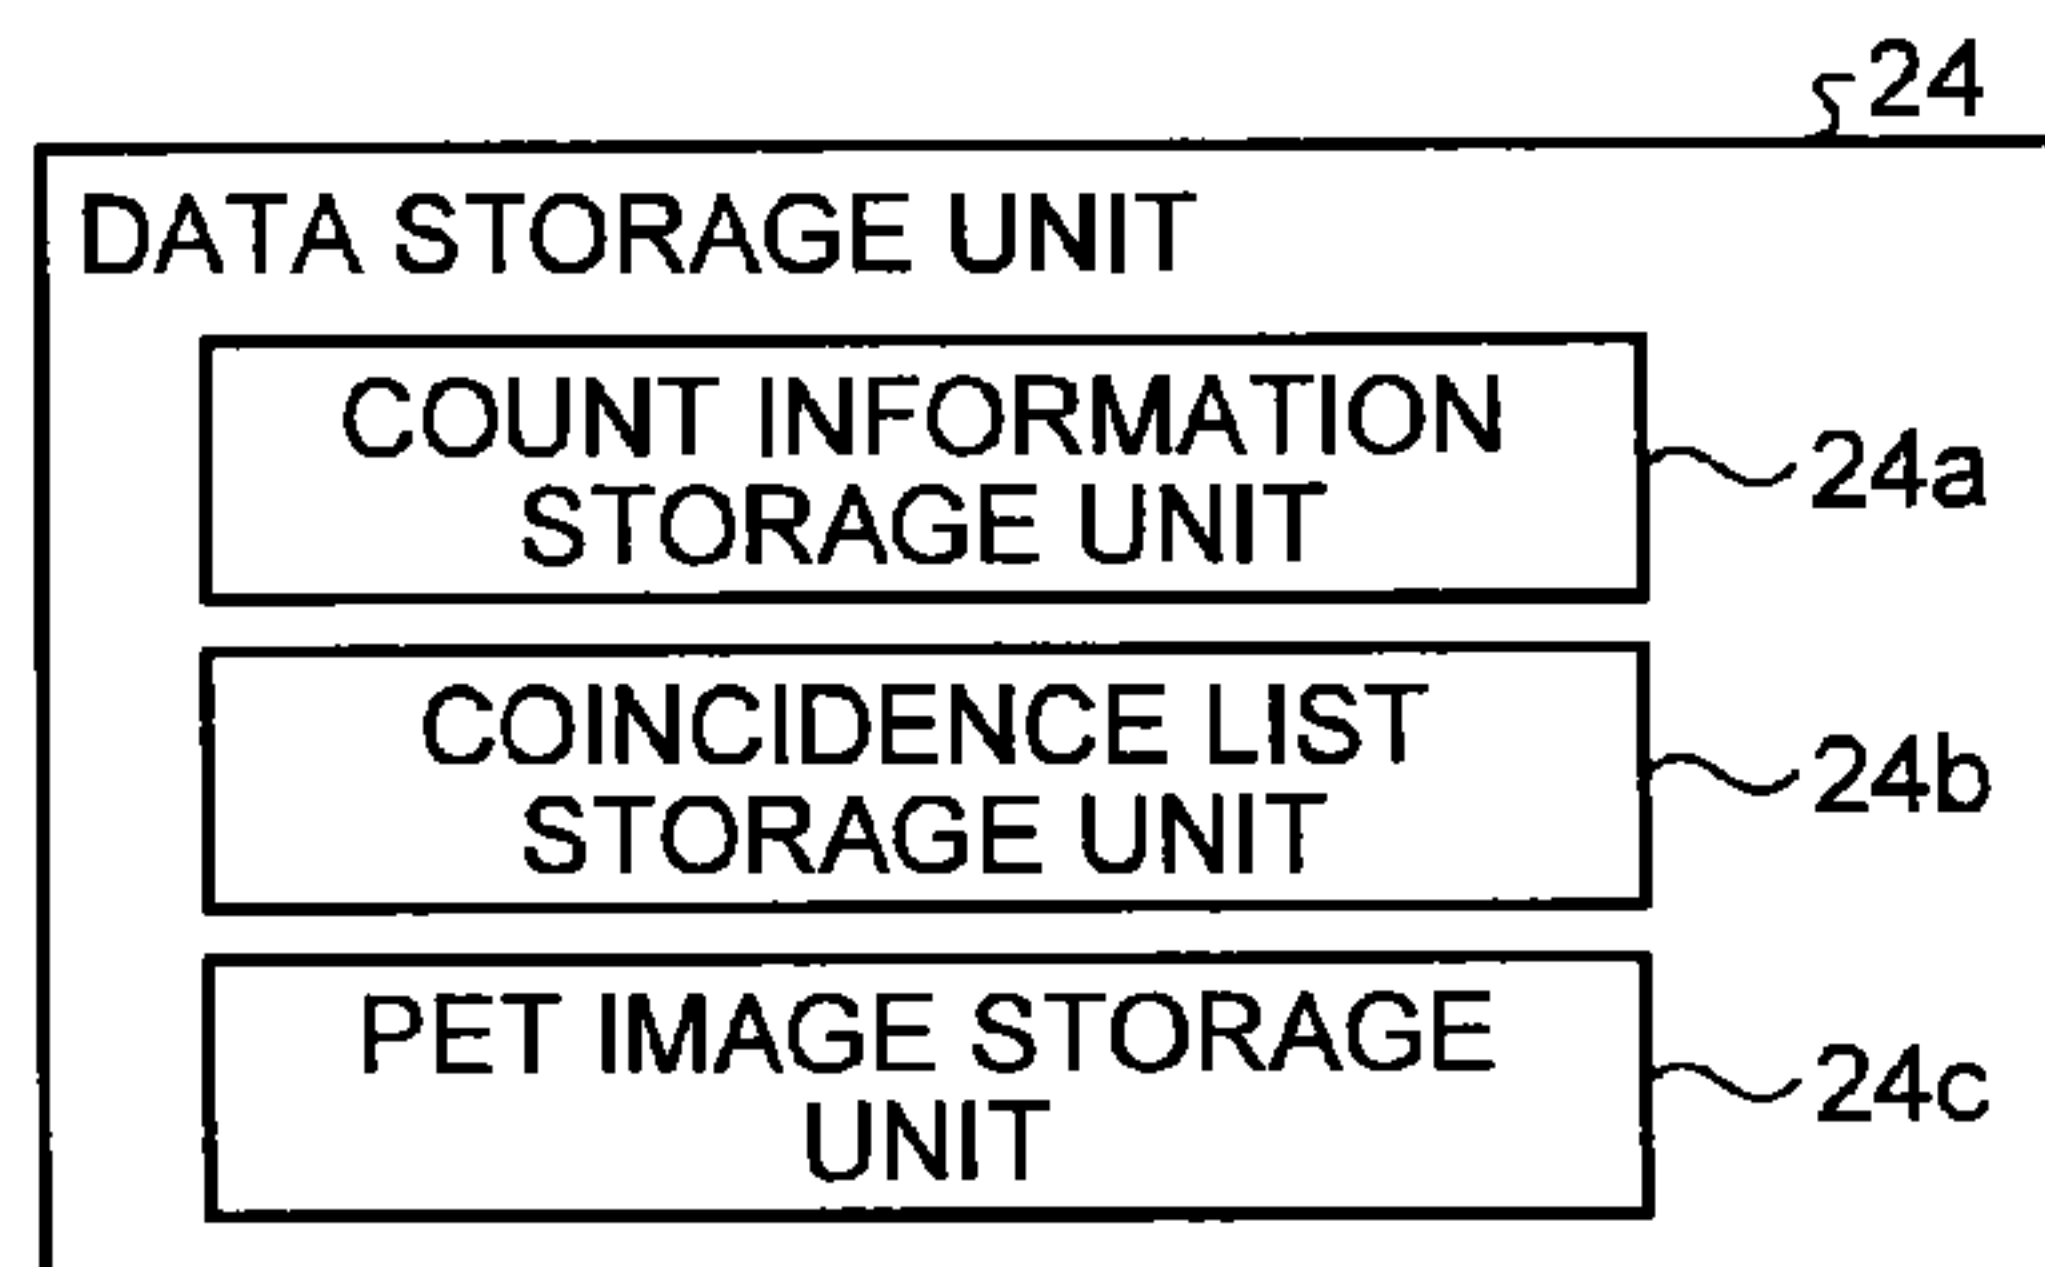 24
DATA STORAGE UNIT
COUNT INFORMATION
STORAGE UNIT
24a
COINCIDENCE LIST
STORAGE UNIT
24b
PET IMAGE STORAGE
UNIT
24c